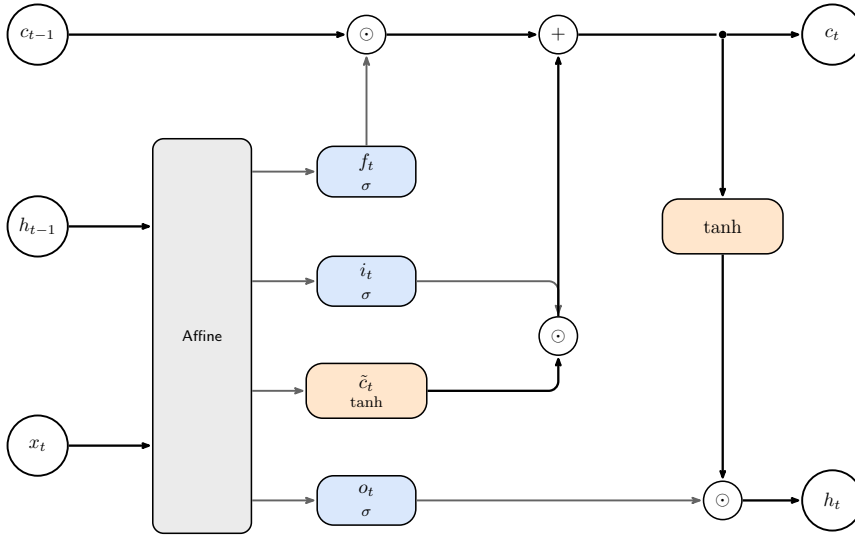 c_{t−1}
⊙
+
c_t
f_t
σ
h_{t−1}
tanh
i_t
σ
Affine
⊙
c̃_t
tanh
x_t
o_t
σ
⊙
h_t